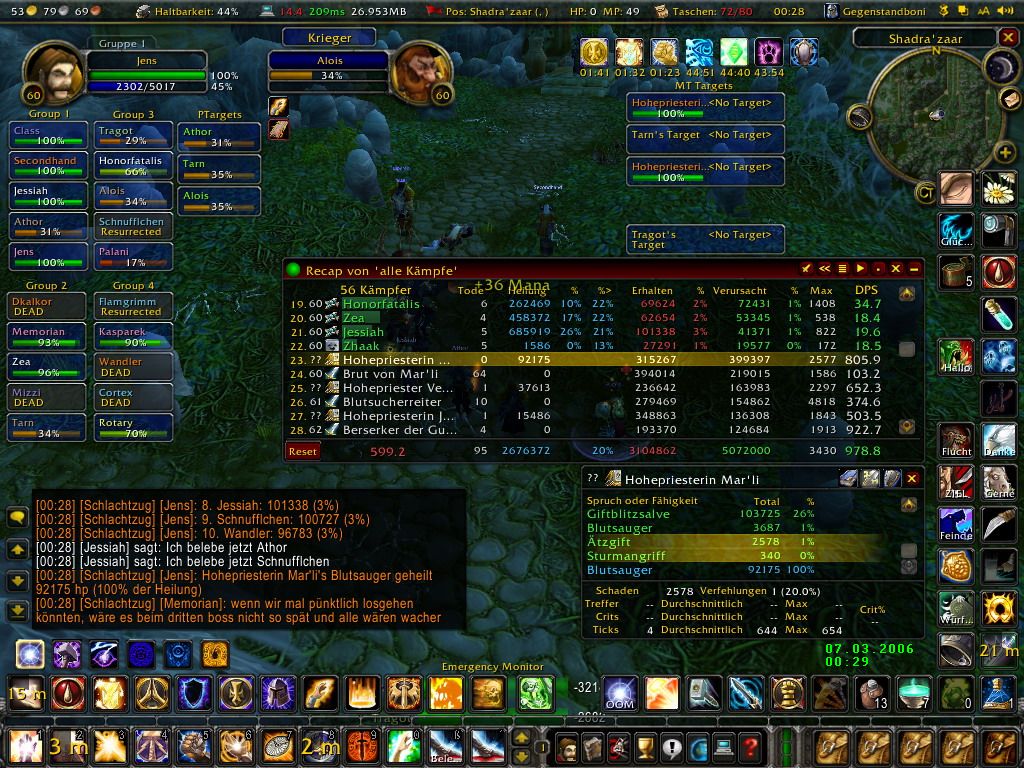 53 79 69 Haltbarkeit: 44% 14.4 209ms 26.953MB Pos: Shadra'zaar (, ) HP: 0 MP: 49 Taschen: 72/80 00:28 Gegenstandboni
Gruppe 1
Jens
100%
2302/5017 45%
60
Krieger
Alois
34%
60
01:41 01:32 01:23 44:51 44:40 43:54
Shadra'zaar
N
MT Targets
Hohepriesteri... <No Target>
100%
Tarn's Target <No Target>
Hohepriesteri... <No Target>
100%
Tragot's Target <No Target>
Group 1
Class
100%
Secondhand
100%
Jessiah
100%
Athor
31%
Jens
100%
Group 3
Tragot
29%
Honorfatalis
66%
Alois
34%
Schnufflchen
Resurrected
Palani
17%
PTargets
Athor
31%
Tarn
35%
Alois
35%
Group 2
Dkalkor
DEAD
Memorian
93%
Zea
96%
Mizzi
DEAD
Tarn
34%
Group 4
Flamgrimm
Resurrected
Kasparek
90%
Wandler
DEAD
Cortex
DEAD
Rotary
70%
Secondhand
Recap von 'alle Kämpfe'
+36 Mana
56 Kämpfer Tode Heilung % %> Erhalten % Verursacht % Max DPS
19. 60 Honorfatalis 6 262469 10% 22% 69624 2% 72431 1% 1408 34.7
20. 60 Zea 4 458372 17% 22% 62654 2% 53345 1% 538 18.4
21. 60 Jessiah 5 685919 26% 21% 101338 3% 41371 1% 822 19.6
22. 60 Zhaak 5 1586 0% 13% 27291 1% 19577 0% 172 18.5
23. ?? Hohepriesterin ... 0 92175 315267 399397 2577 805.9
24. 60 Brut von Mar'li 64 0 394014 219015 1586 103.2
25. ?? Hohepriester Ve... 1 37613 236642 163983 2297 652.3
26. 61 Blutsucherreiter 10 0 279469 154862 4818 374.6
27. ?? Hohepriesterin J... 1 15486 348863 136308 1843 503.5
28. 62 Berserker der Gu... 4 0 193370 124684 1913 922.7
Reset 599.2 95 2676372 20% 3104862 5072000 3430 978.8
?? Hohepriesterin Mar'li
Spruch oder Fähigkeit Total %
Giftblitzsalve 103725 26%
Blutsauger 3687 1%
Ätzgift 2578 1%
Sturmangriff 340 0%
Blutsauger 92175 100%
Schaden 2578 Verfehlungen 1 (20.0%)
Treffer -- Durchschnittlich -- Max --
Crits -- Durchschnittlich -- Max -- Crit%
Ticks 4 Durchschnittlich 644 Max 654 --
[00:28] [Schlachtzug] [Jens]: 8. Jessiah: 101338 (3%)
[00:28] [Schlachtzug] [Jens]: 9. Schnufflchen: 100727 (3%)
[00:28] [Schlachtzug] [Jens]: 10. Wandler: 96783 (3%)
[00:28] [Jessiah] sagt: Ich belebe jetzt Athor
[00:28] [Jessiah] sagt: Ich belebe jetzt Schnufflchen
[00:28] [Schlachtzug] [Jens]: Hohepriesterin Mar'li's Blutsauger geheilt
92175 hp (100% der Heilung)
[00:28] [Schlachtzug] [Memorian]: wenn wir mal pünktlich losgehen
könnten, wäre es beim dritten boss nicht so spät und alle wären wacher
CT
Gluc...
5
Hallo
Flucht
Danke
ZIEL
Gerne
Feinde
Wurf...
21 m
07.03.2006
00:29
Emergency Monitor
15 m
-321
OOM
13
7
0
Tragot
3 m
2 m
Bele...